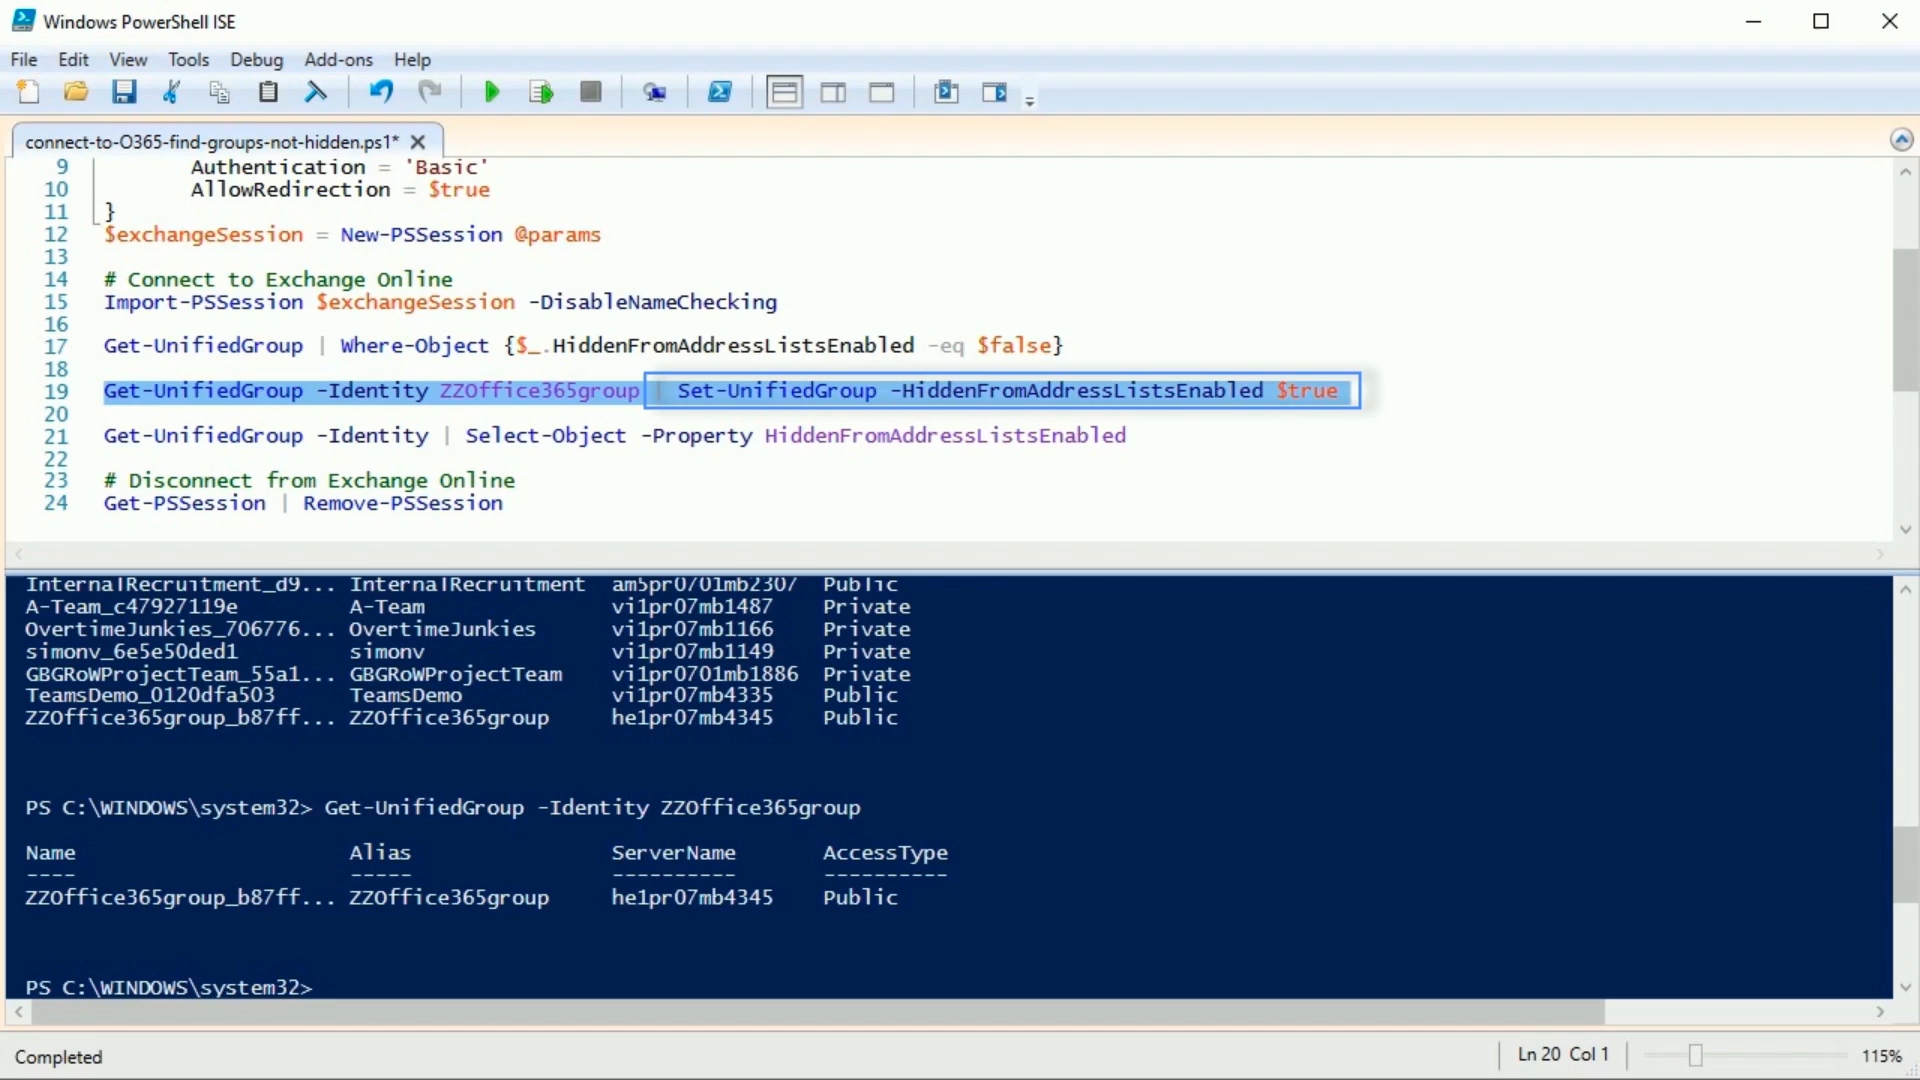 Windows PowerShell ISE
File Edit View Tools Debug Add-ons Help
connect-to-O365-find-groups-not-hidden.ps1*
9 Authentication = 'Basic'
10 AllowRedirection = $true
11 }
12 $exchangeSession = New-PSSession @params
13
14 # Connect to Exchange Online
15 Import-PSSession $exchangeSession -DisableNameChecking
16
17 Get-UnifiedGroup | Where-Object {$_.HiddenFromAddressListsEnabled -eq $false}
18
19 Get-UnifiedGroup -Identity ZZOffice365group | Set-UnifiedGroup -HiddenFromAddressListsEnabled $true
20
21 Get-UnifiedGroup -Identity | Select-Object -Property HiddenFromAddressListsEnabled
22
23 # Disconnect from Exchange Online
24 Get-PSSession | Remove-PSSession
InternalRecruitment_d9... InternalRecruitment am5pr0701mb2307 Public
A-Team_c47927119e A-Team vi1pr07mb1487 Private
OvertimeJunkies_706776... OvertimeJunkies vi1pr07mb1166 Private
simonv_6e5e50ded1 simonv vi1pr07mb1149 Private
GBGRoWProjectTeam_55a1... GBGRoWProjectTeam vi1pr0701mb1886 Private
TeamsDemo_0120dfa503 TeamsDemo vi1pr07mb4335 Public
ZZOffice365group_b87ff... ZZOffice365group he1pr07mb4345 Public
PS C:\WINDOWS\system32> Get-UnifiedGroup -Identity ZZOffice365group
Name Alias ServerName AccessType
---- ----- ---------- ----------
ZZOffice365group_b87ff... ZZOffice365group he1pr07mb4345 Public
PS C:\WINDOWS\system32>
Completed Ln 20 Col 1 115%